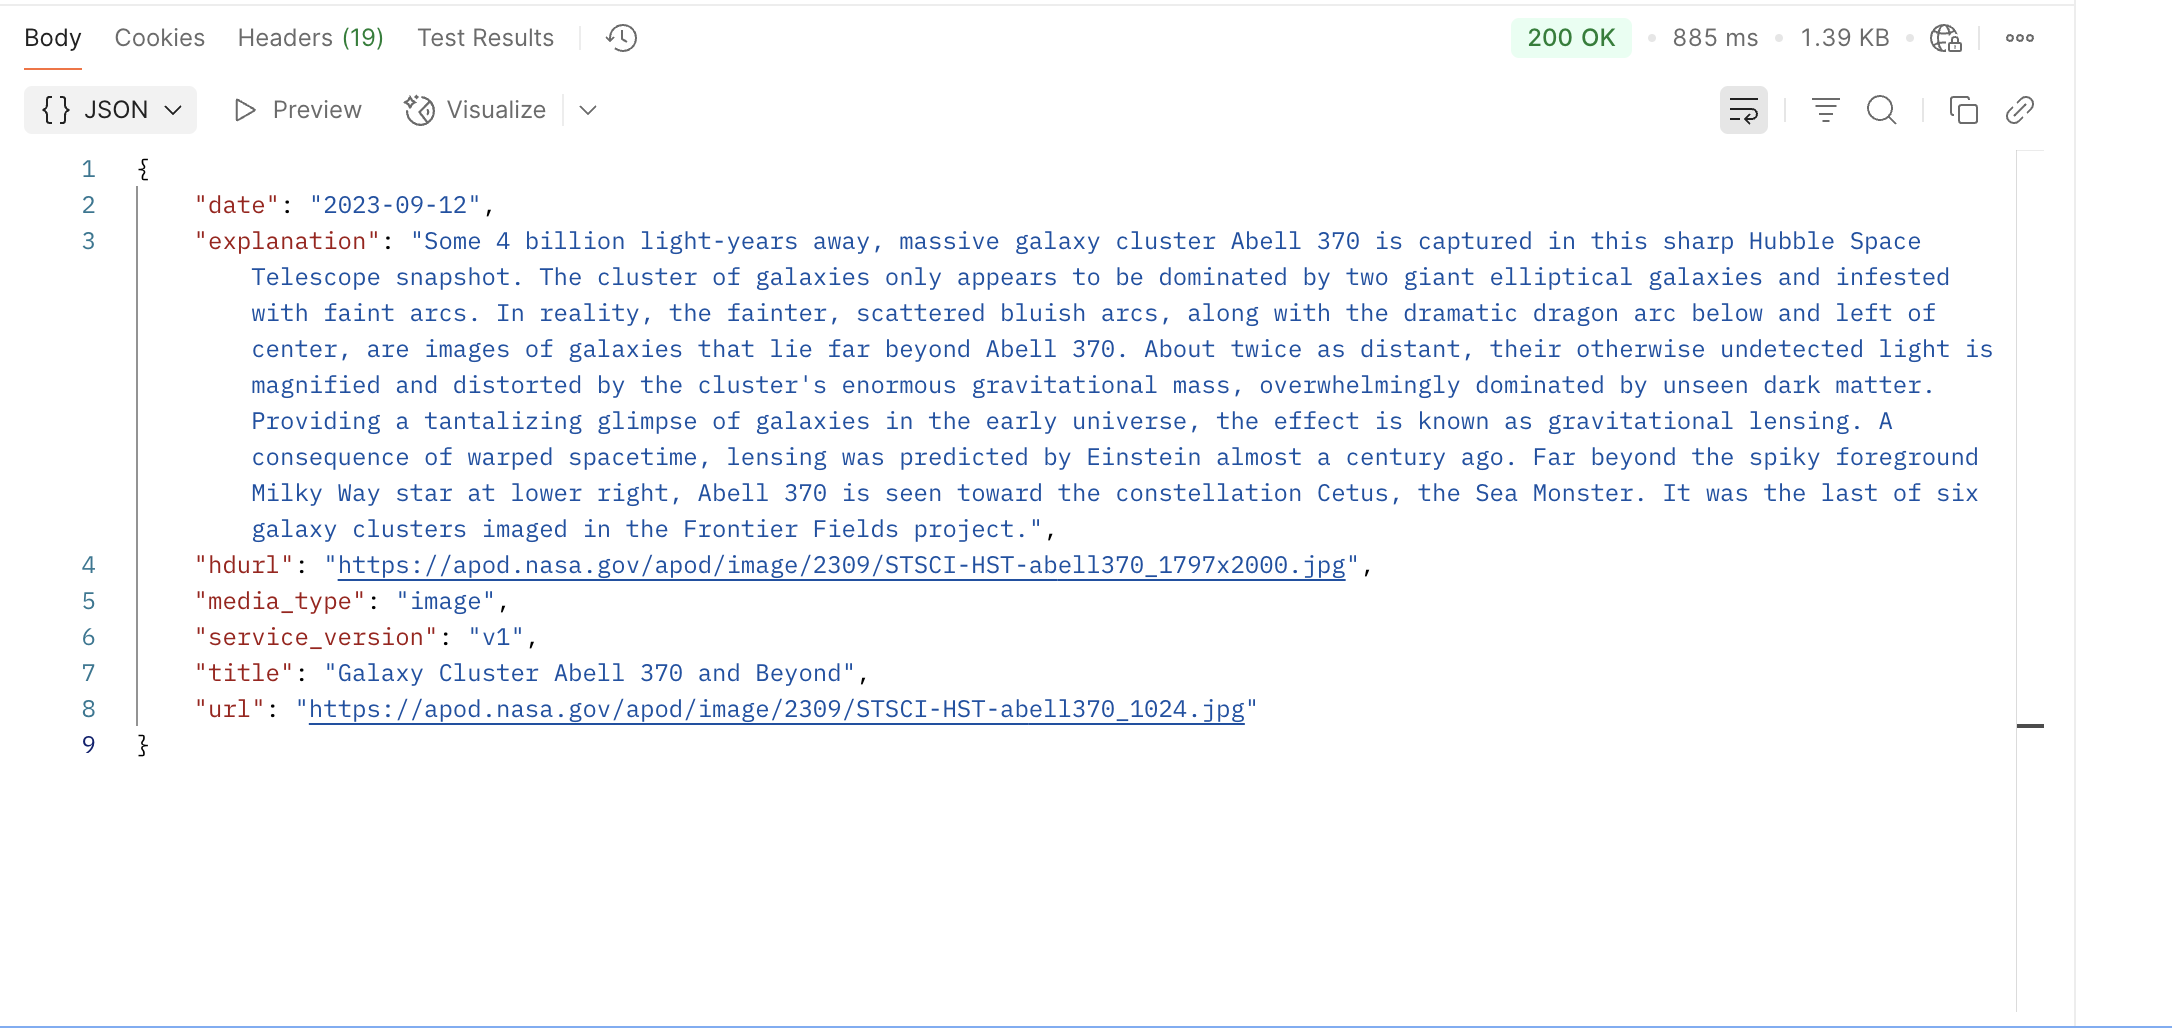 Body Cookies Headers (19) Test Results 200 OK 885 ms 1.39 KB
{} JSON Preview Visualize
1 {
2 "date": "2023-09-12",
3 "explanation": "Some 4 billion light-years away, massive galaxy cluster Abell 370 is captured in this sharp Hubble Space
Telescope snapshot. The cluster of galaxies only appears to be dominated by two giant elliptical galaxies and infested
with faint arcs. In reality, the fainter, scattered bluish arcs, along with the dramatic dragon arc below and left of
center, are images of galaxies that lie far beyond Abell 370. About twice as distant, their otherwise undetected light is
magnified and distorted by the cluster's enormous gravitational mass, overwhelmingly dominated by unseen dark matter.
Providing a tantalizing glimpse of galaxies in the early universe, the effect is known as gravitational lensing. A
consequence of warped spacetime, lensing was predicted by Einstein almost a century ago. Far beyond the spiky foreground
Milky Way star at lower right, Abell 370 is seen toward the constellation Cetus, the Sea Monster. It was the last of six
galaxy clusters imaged in the Frontier Fields project.",
4 "hdurl": "https://apod.nasa.gov/apod/image/2309/STSCI-HST-abell370_1797x2000.jpg",
5 "media_type": "image",
6 "service_version": "v1",
7 "title": "Galaxy Cluster Abell 370 and Beyond",
8 "url": "https://apod.nasa.gov/apod/image/2309/STSCI-HST-abell370_1024.jpg"
9 }